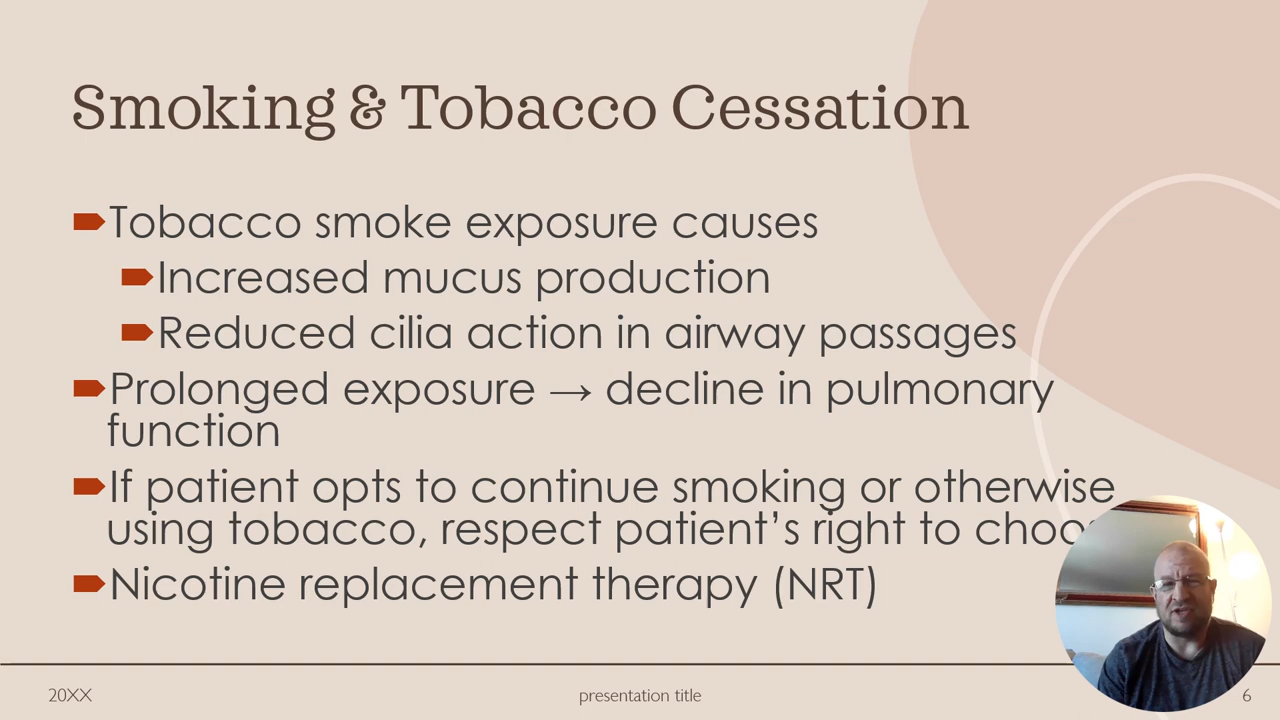 Smoking & Tobacco Cessation
Tobacco smoke exposure causes
Increased mucus production
Reduced cilia action in airway passages
Prolonged exposure → decline in pulmonary
function
If patient opts to continue smoking or otherwise
using tobacco, respect patient’s right to
Nicotine replacement therapy (NRT)
20XX
presentation title
6